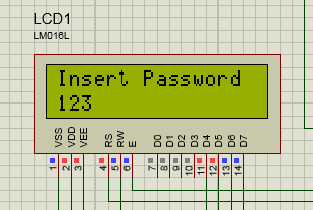 LCD1
LM016L
Insert Password
123
VSS VDD VEE RS RW E D0 D1 D2 D3 D4 D5 D6 D7
1 2 3 4 5 6 7 8 9 10 11 12 13 14